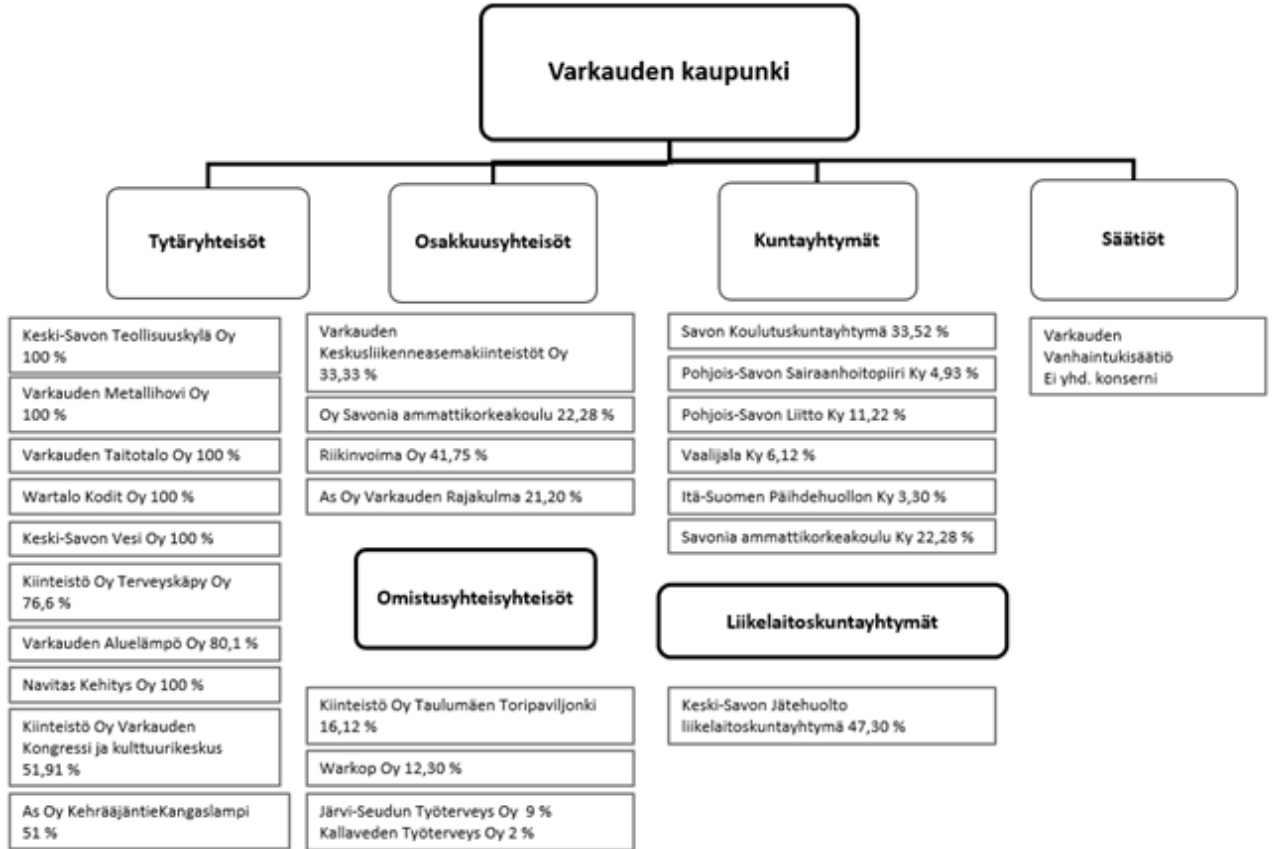 Varkauden kaupunki
Tytäryhteisöt
Keski-Savon Teollisuuskylä Oy
100 %
Varkauden Metallihovi Oy
100 %
Varkauden Taitotalo Oy 100 %
Wartalo Kodit Oy 100 %
Keski-Savon Vesi Oy 100 %
Kiinteistö Oy Terveyskäpy Oy
76,6 %
Varkauden Aluelämpö Oy 80,1 %
Navitas Kehitys Oy 100 %
Kiinteistö Oy Varkauden
Kongressi ja kulttuurikeskus
51,91 %
As Oy KehrääjäntieKangaslampi
51 %
Osakkuusyhteisöt
Varkauden
Keskusliikenneasemakiinteistöt Oy
33,33 %
Oy Savonia ammattikorkeakoulu 22,28 %
Riikinvoima Oy 41,75 %
As Oy Varkauden Rajakulma 21,20 %
Omistusyhteisyhteisöt
Kiinteistö Oy Taulumäen Toripaviljonki
16,12 %
Warkop Oy 12,30 %
Järvi-Seudun Työterveys Oy  9 %
Kallaveden Työterveys Oy 2 %
Kuntayhtymät
Savon Koulutuskuntayhtymä 33,52 %
Pohjois-Savon Sairaanhoitopiiri Ky 4,93 %
Pohjois-Savon Liitto Ky 11,22 %
Vaalijala Ky 6,12 %
Itä-Suomen Päihdehuollon Ky 3,30 %
Savonia ammattikorkeakoulu Ky 22,28 %
Liikelaitoskuntayhtymät
Keski-Savon Jätehuolto
liikelaitoskuntayhtymä 47,30 %
Säätiöt
Varkauden
Vanhaintukisäätiö
Ei yhd. konserni